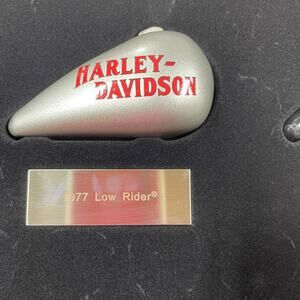 HARLEY-
DAVIDSON
1977 Low Rider®